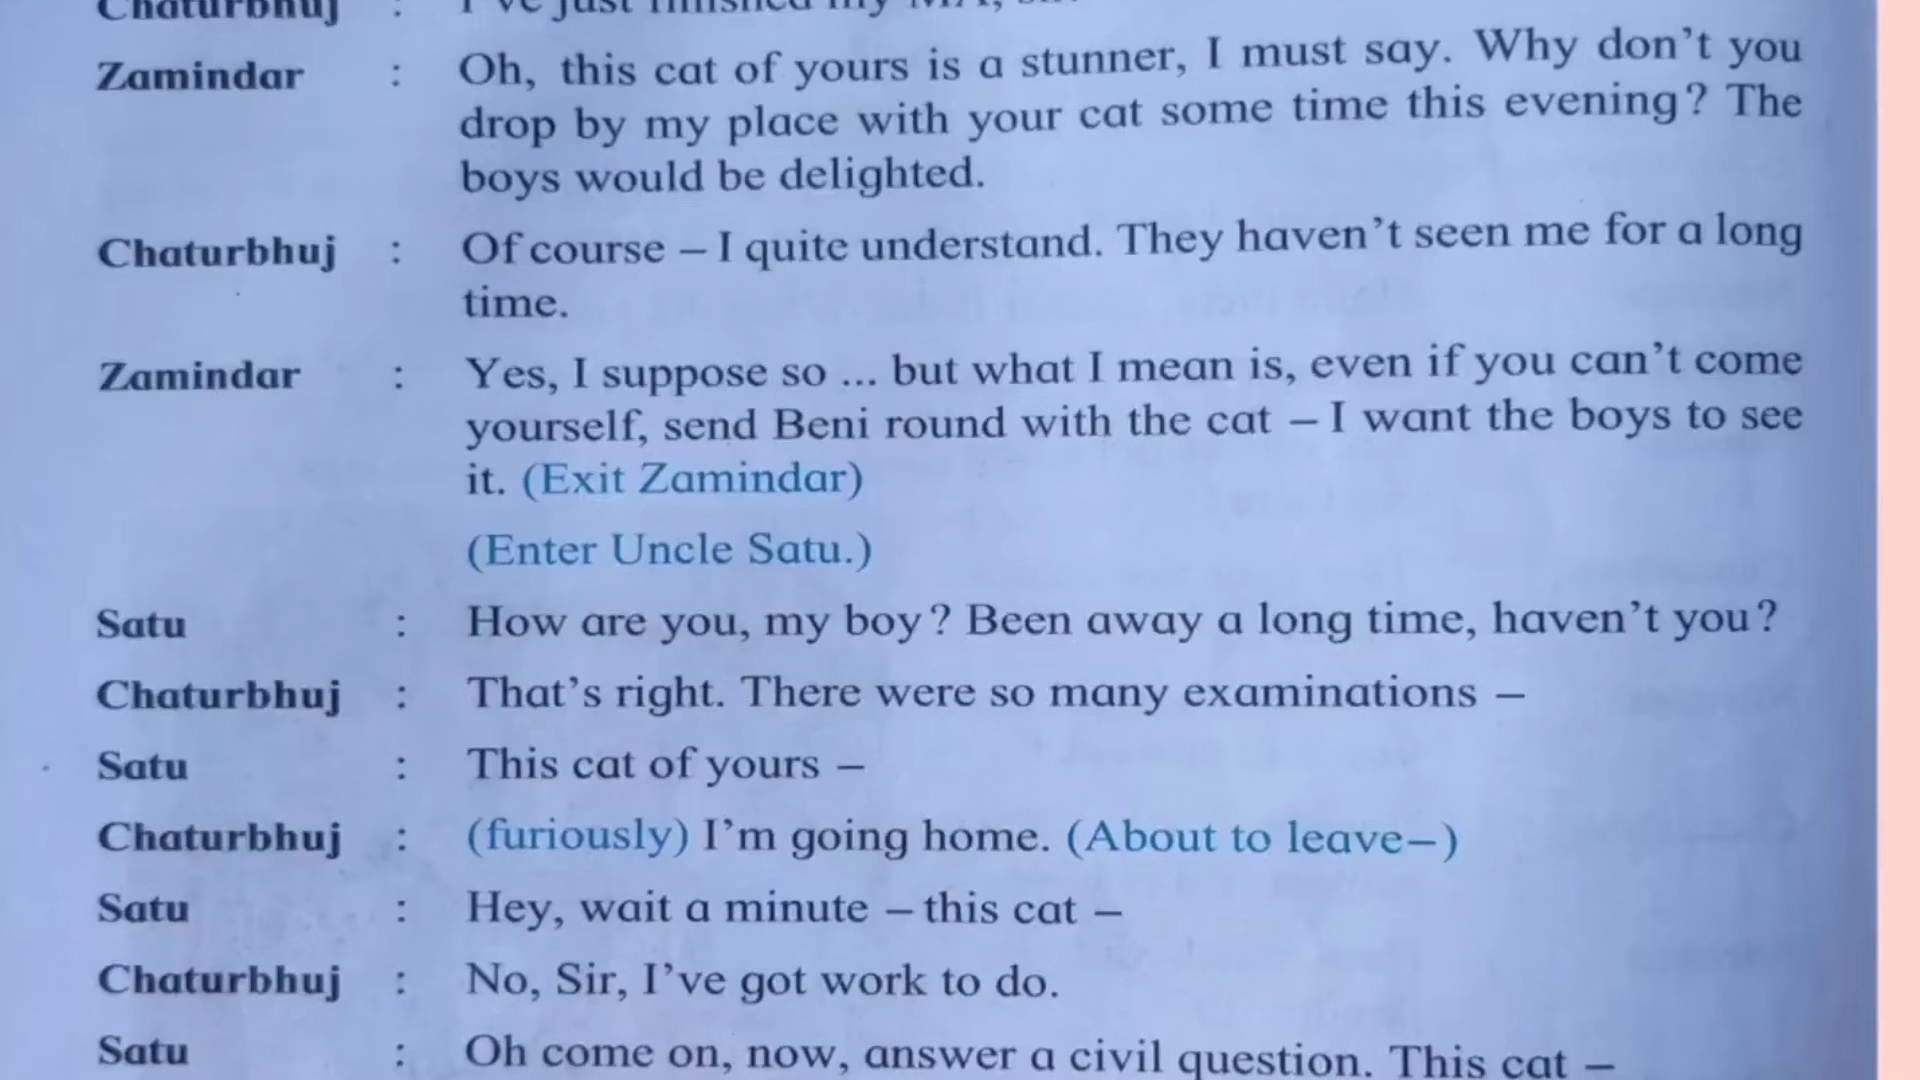 Chaturbhuj : I've just finished my MA,
Zamindar : Oh, this cat of yours is a stunner, I must say. Why don't you
drop by my place with your cat some time this evening? The
boys would be delighted.
Chaturbhuj : Of course – I quite understand. They haven't seen me for a long
time.
Zamindar : Yes, I suppose so ... but what I mean is, even if you can't come
yourself, send Beni round with the cat – I want the boys to see
it. (Exit Zamindar)
(Enter Uncle Satu.)
Satu : How are you, my boy? Been away a long time, haven't you?
Chaturbhuj : That's right. There were so many examinations –
Satu : This cat of yours –
Chaturbhuj : (furiously) I'm going home. (About to leave–)
Satu : Hey, wait a minute – this cat –
Chaturbhuj : No, Sir, I've got work to do.
Satu : Oh come on, now, answer a civil question. This cat –